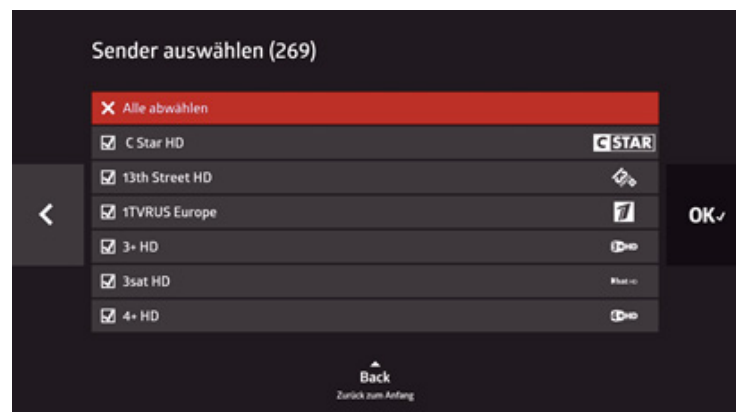 Sender auswählen (269)
Alle abwählen
C Star HD
C STAR
13th Street HD
1TVRUS Europe
3+ HD
3sat HD
4+ HD
OK
Back
Zurück zum Anfang